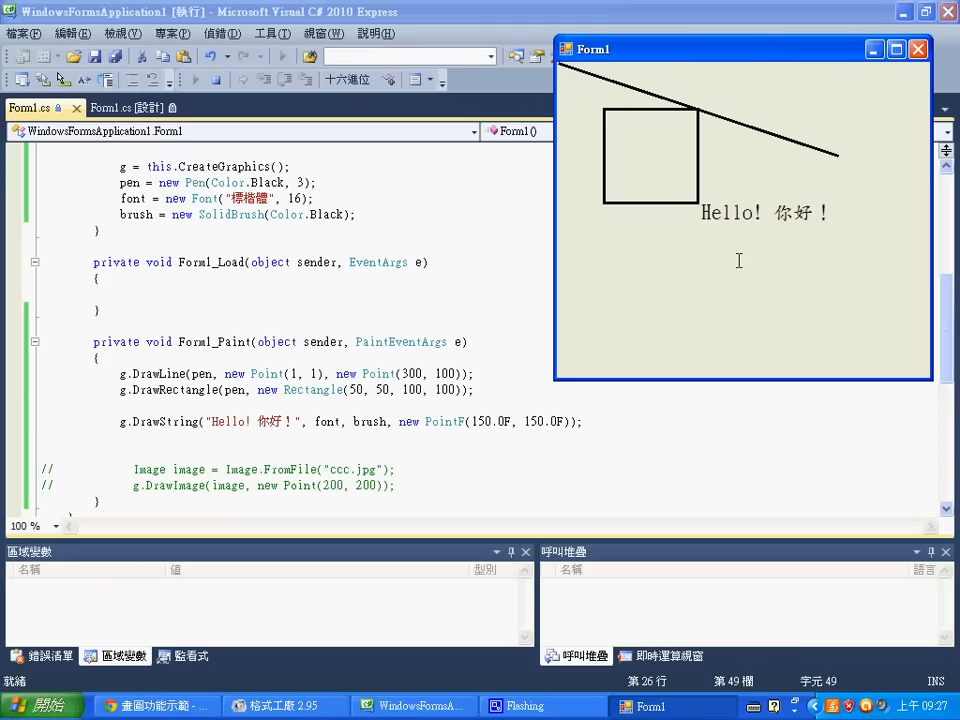 WindowsFormsApplication1 [執行] - Microsoft Visual C# 2010 Express
檔案(F) 編輯(E) 檢視(V) 專案(P) 偵錯(D) 工具(T) 視窗(W) 說明(H)
十六進位
Form1.cs
Form1.cs [設計]
WindowsFormsApplication1.Form1
Form1()
g = this.CreateGraphics();
pen = new Pen(Color.Black, 3);
font = new Font("標楷體", 16);
brush = new SolidBrush(Color.Black);
}
private void Form1_Load(object sender, EventArgs e)
{
}
private void Form1_Paint(object sender, PaintEventArgs e)
{
g.DrawLine(pen, new Point(1, 1), new Point(300, 100));
g.DrawRectangle(pen, new Rectangle(50, 50, 100, 100));
g.DrawString("Hello! 你好！", font, brush, new PointF(150.0F, 150.0F));
// Image image = Image.FromFile("ccc.jpg");
// g.DrawImage(image, new Point(200, 200));
}
100 %
Form1
Hello! 你好！
區域變數
名稱 值 型別
呼叫堆疊
名稱 語言
錯誤清單 區域變數 監看式
呼叫堆疊 即時運算視窗
就緒
第 26 行 第 49 欄 字元 49 INS
開始
畫圖功能示範 - ...
格式工廠 2.95
WindowsFormsA...
Flashing
Form1
上午 09:27